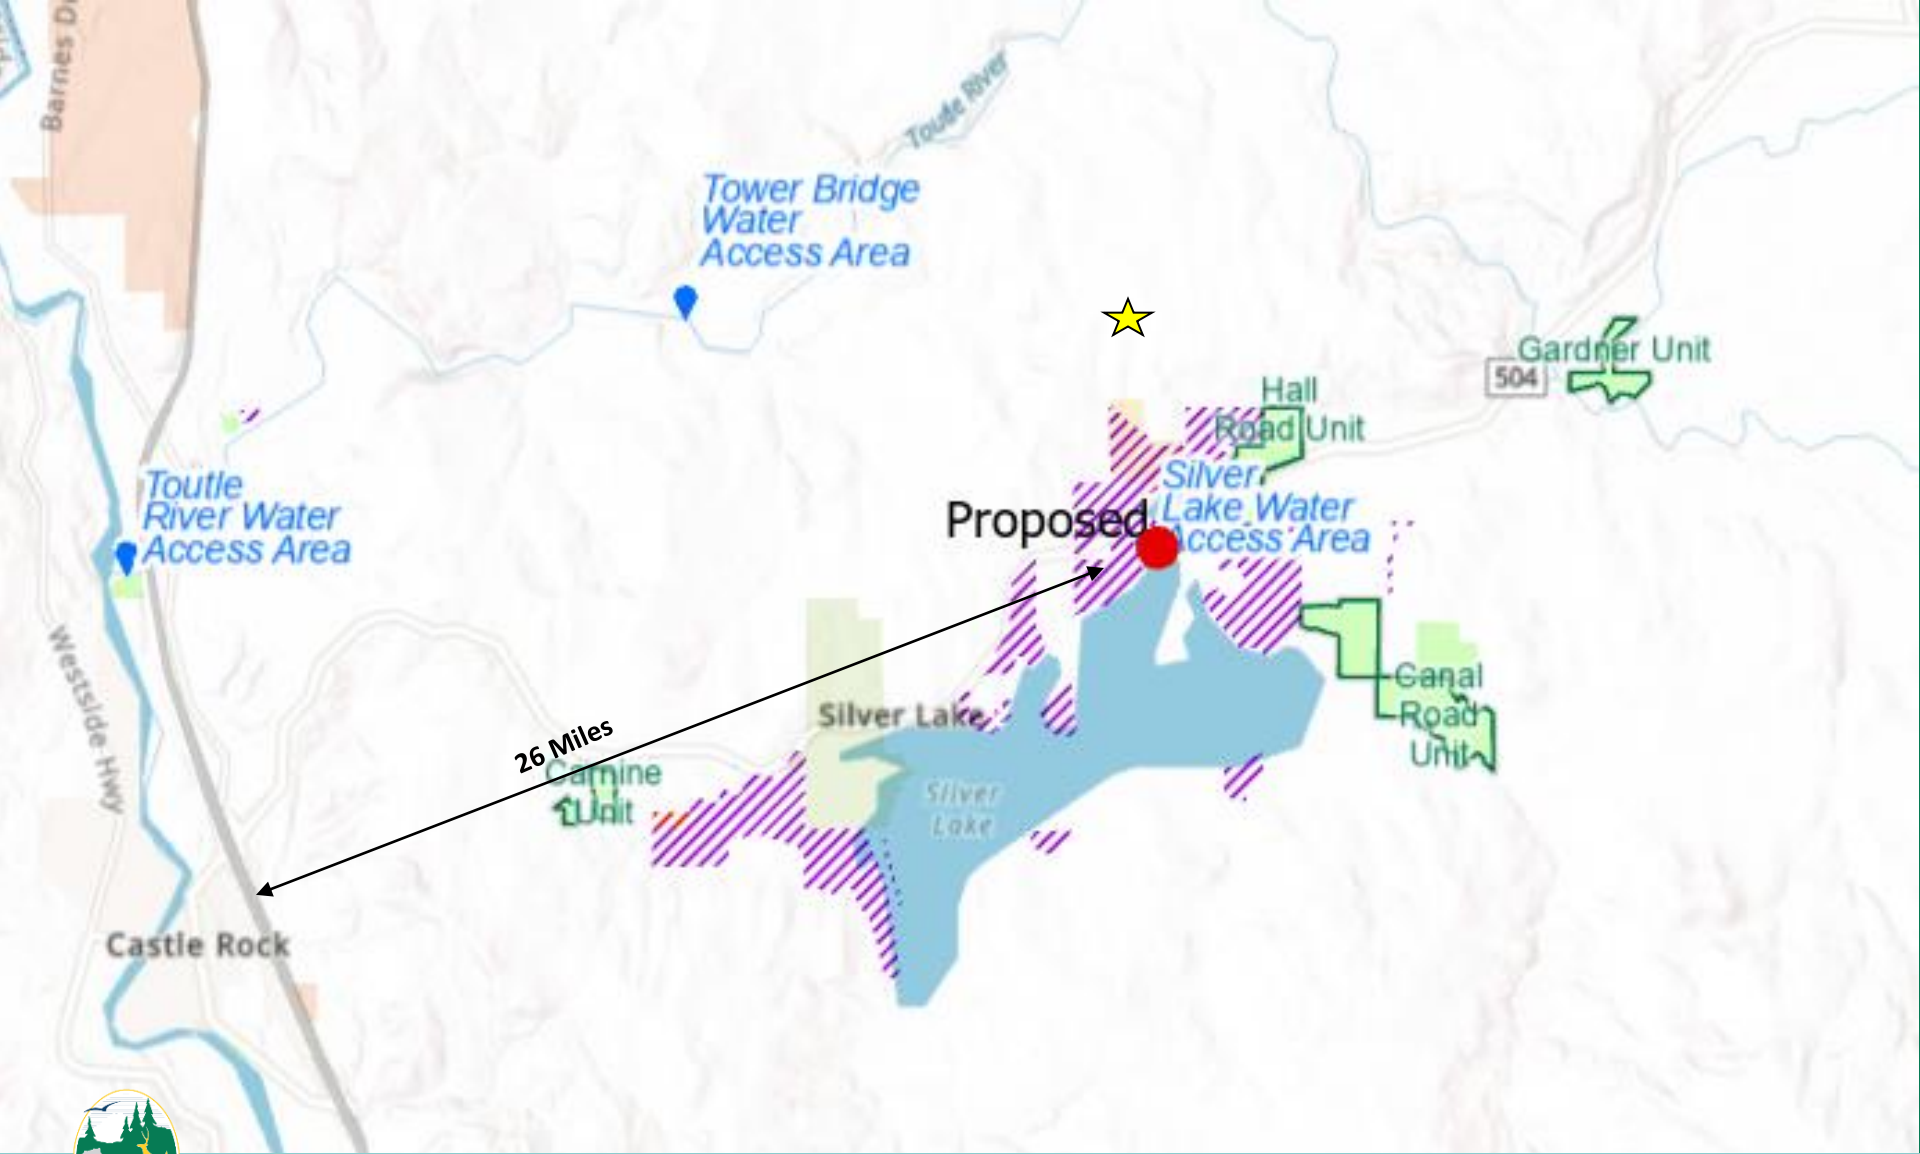 Barnes D
Toutle River
Tower Bridge
Water
Access Area
Gardner Unit
504
Hall
Road Unit
Toutle
River Water
Access Area
Silver
Lake Water
Access Area
Proposed
Westside Hwy
Canal
Road
Unit
Silver Lake
26 Miles
Camine
Unit
Silver
Lake
Castle Rock